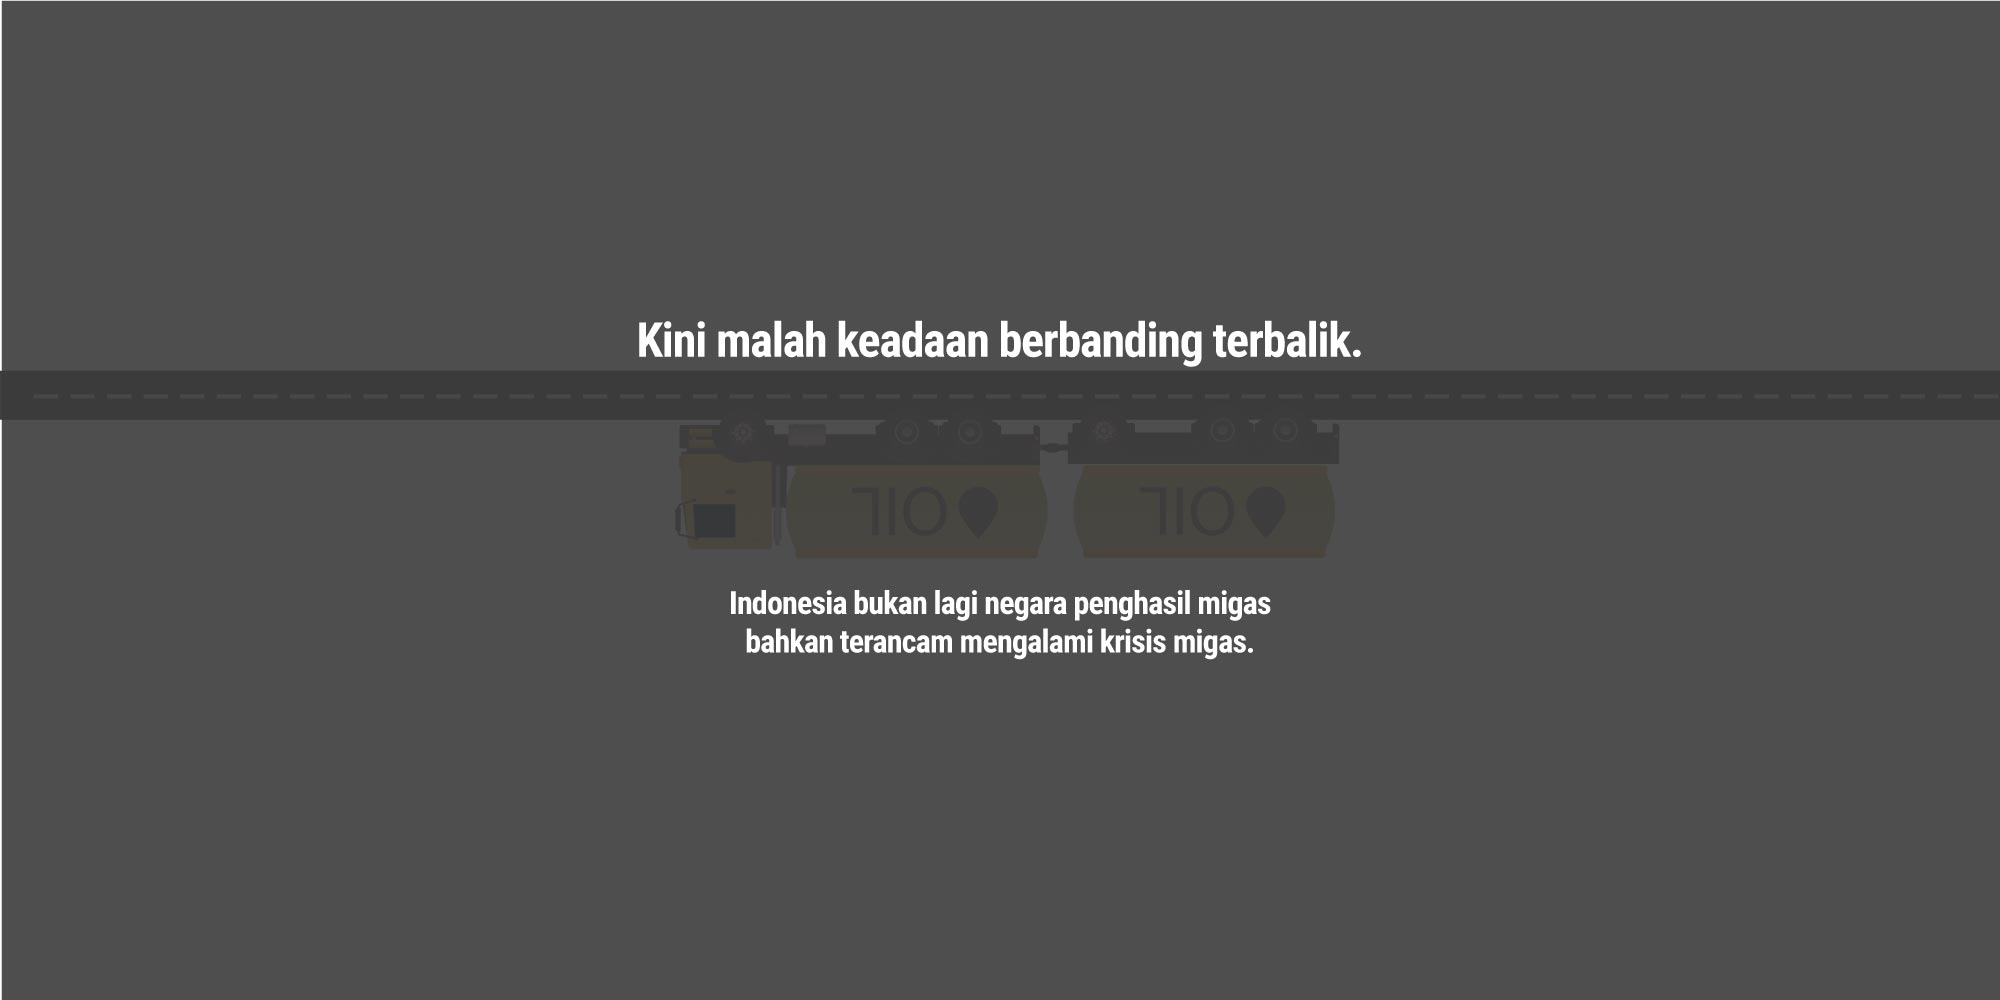 Kini malah keadaan berbanding terbalik.
OIL OIL
Indonesia bukan lagi negara penghasil migas
bahkan terancam mengalami krisis migas.